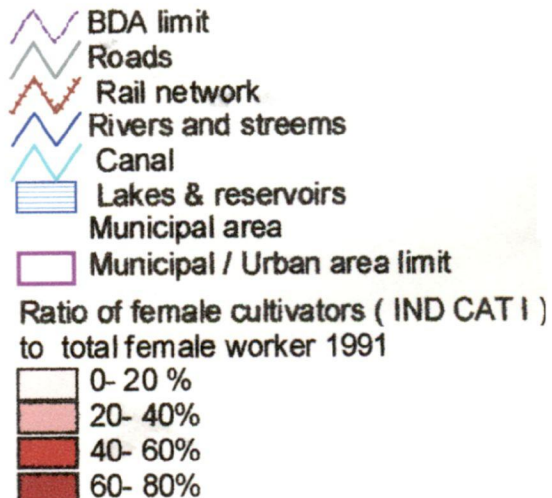 BDA limit
Roads
Rail network
Rivers and streems
Canal
Lakes & reservoirs
Municipal area
Municipal / Urban area limit
Ratio of female cultivators ( IND CAT I )
to total female worker 1991
0- 20 %
20- 40%
40- 60%
60- 80%